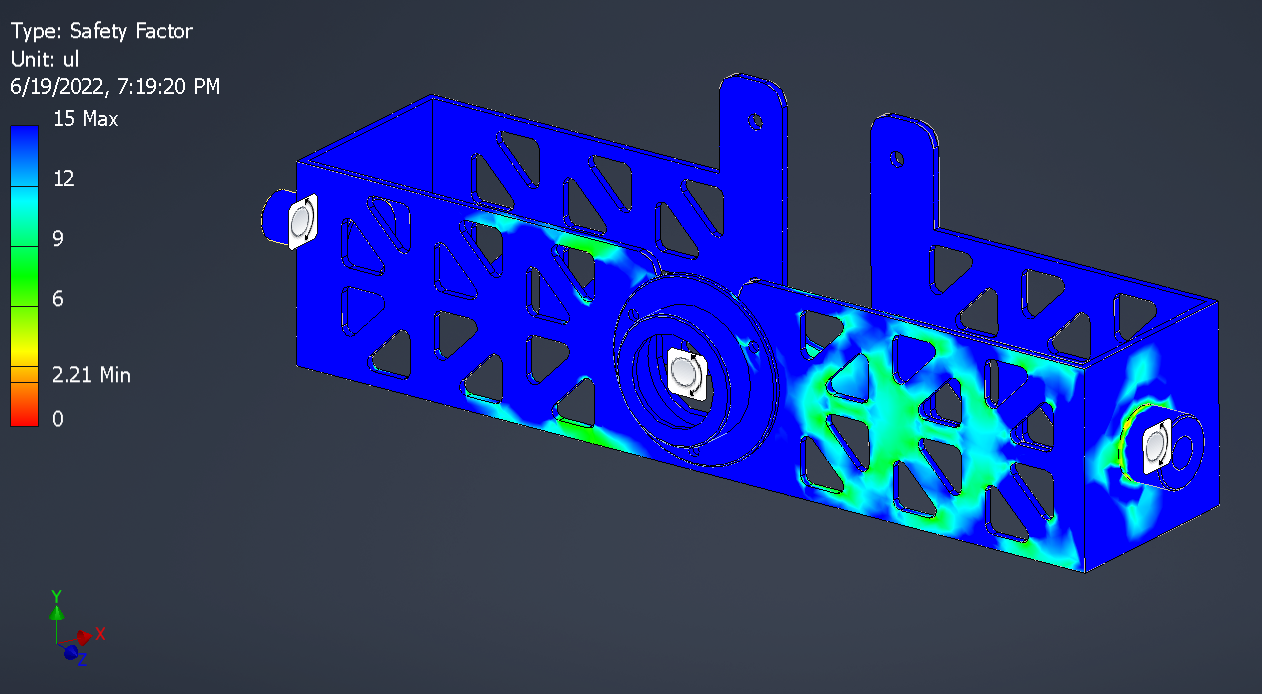 Type: Safety Factor
Unit: ul
6/19/2022, 7:19:20 PM
15 Max
12
9
6
2.21 Min
0
Y
X
Z